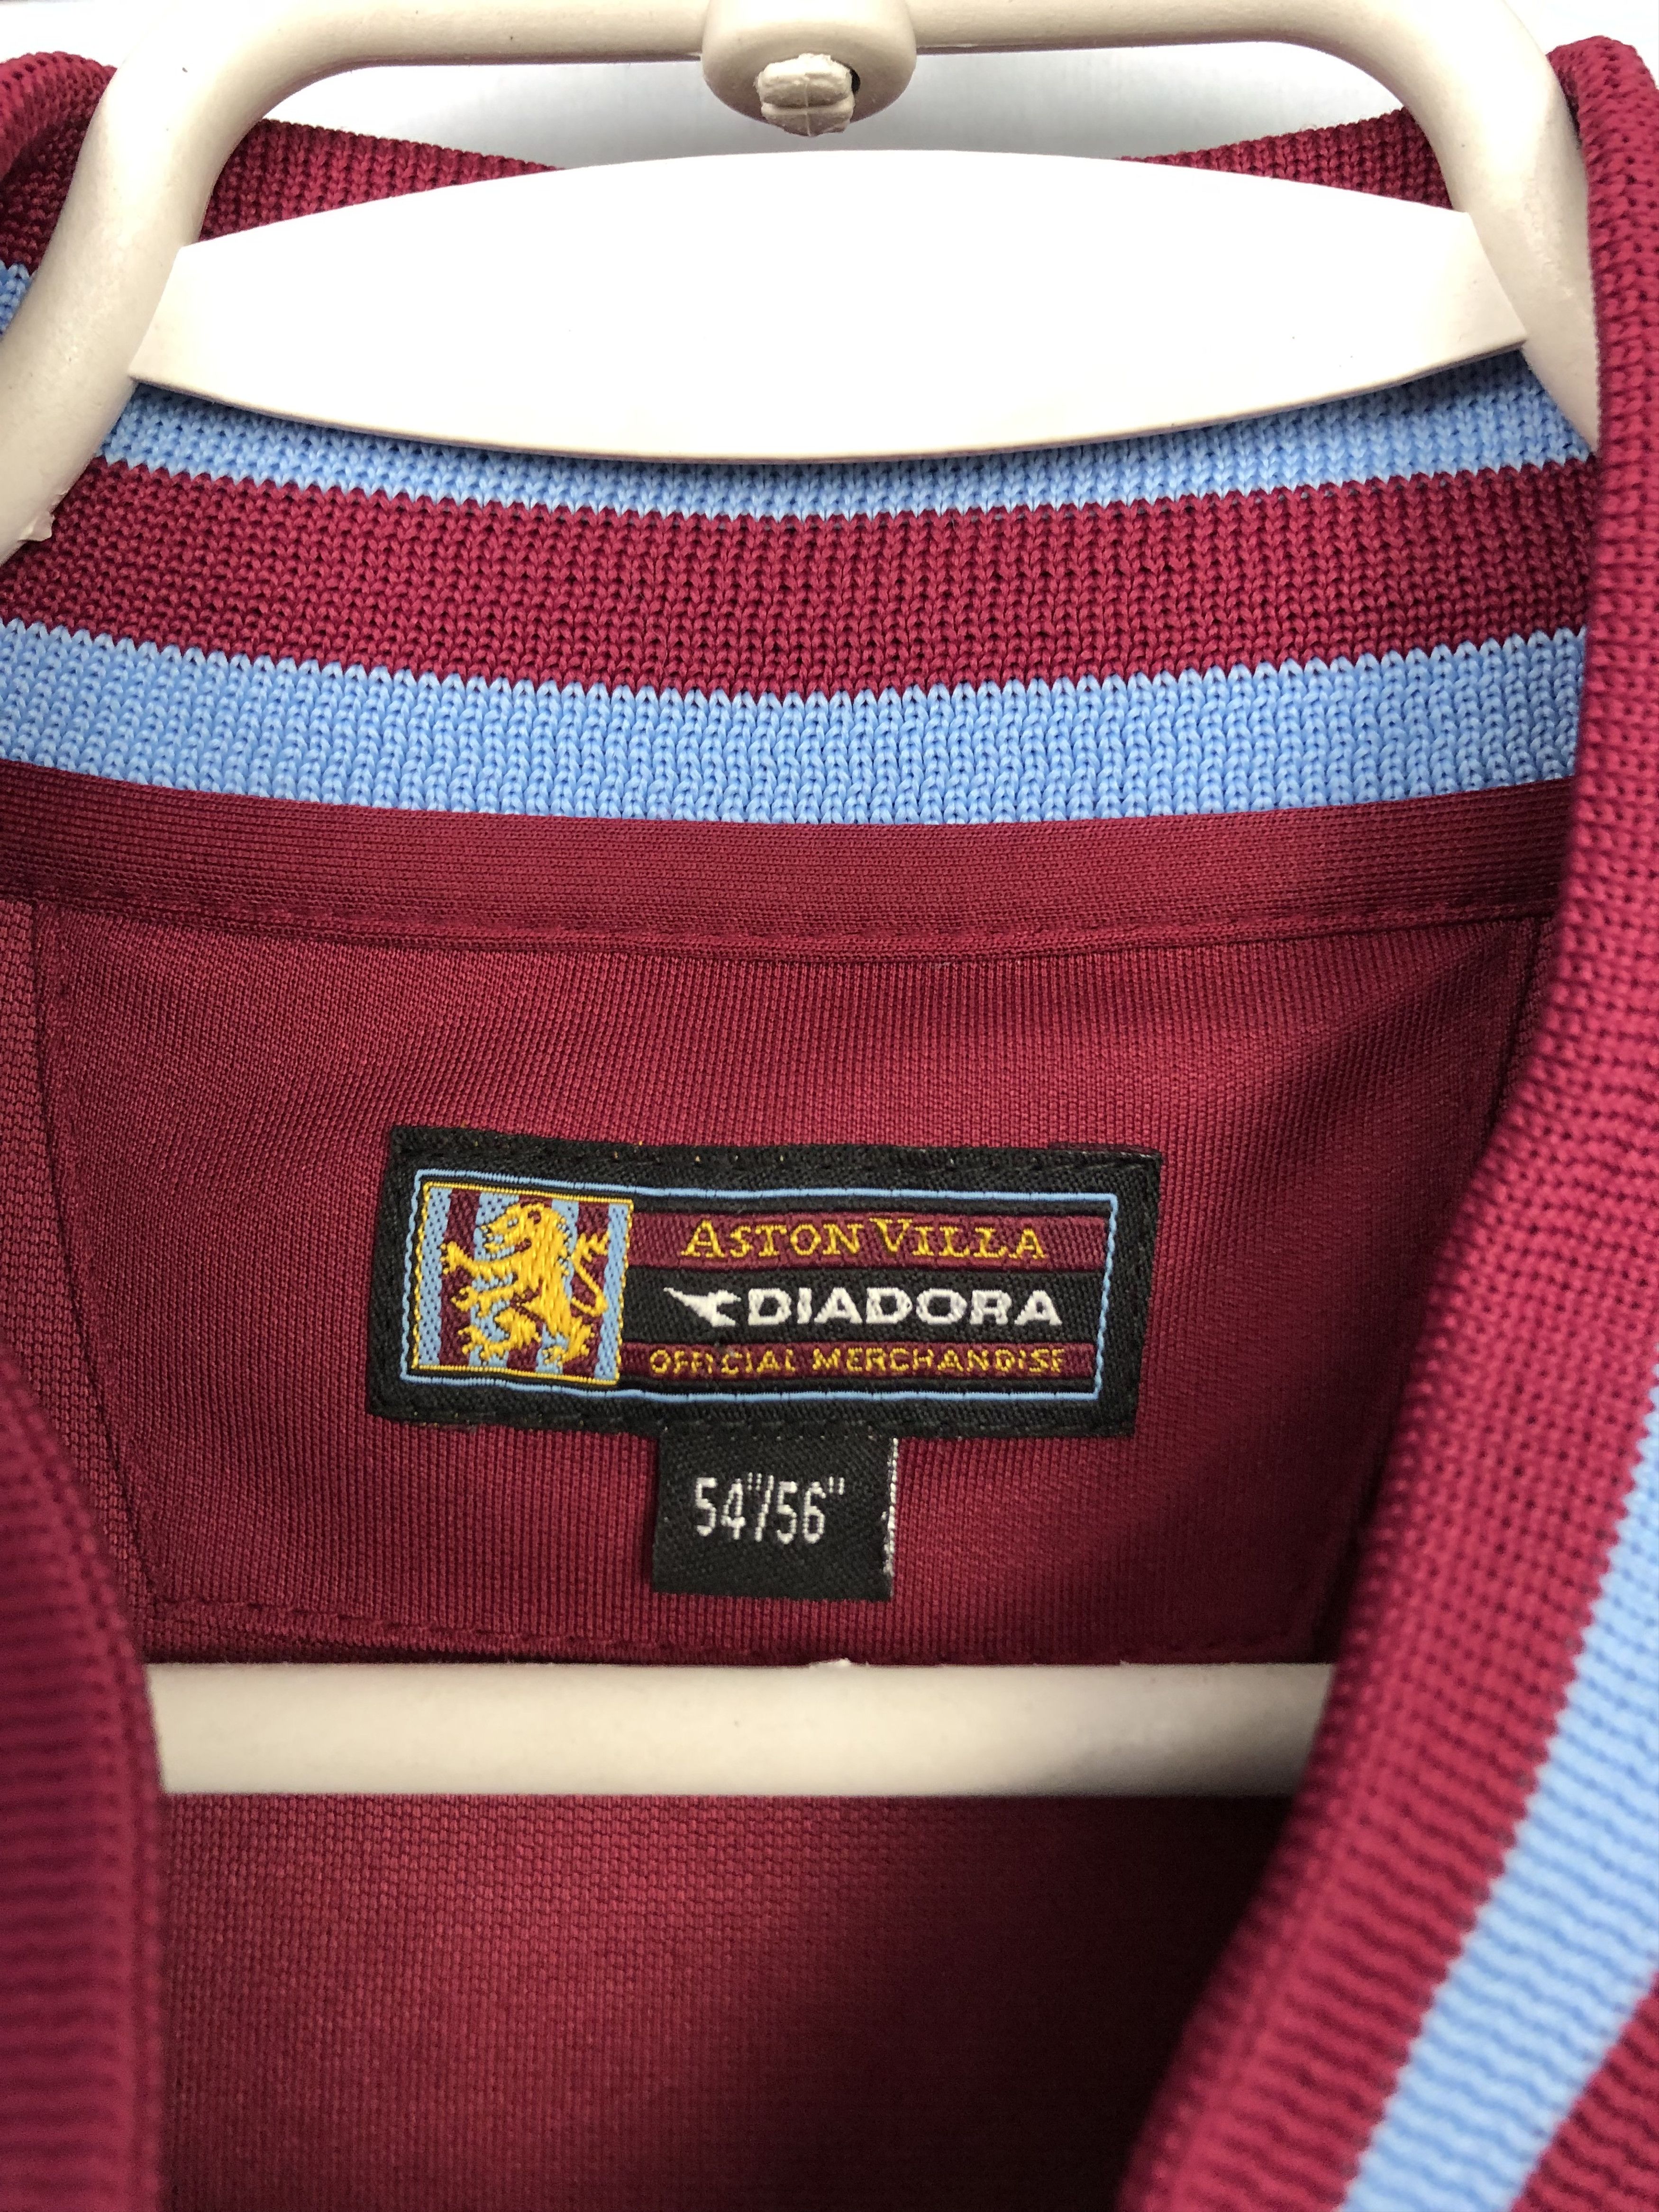 ASTON VILLA
DIADORA
OFFICIAL MERCHANDISE
54"/56"